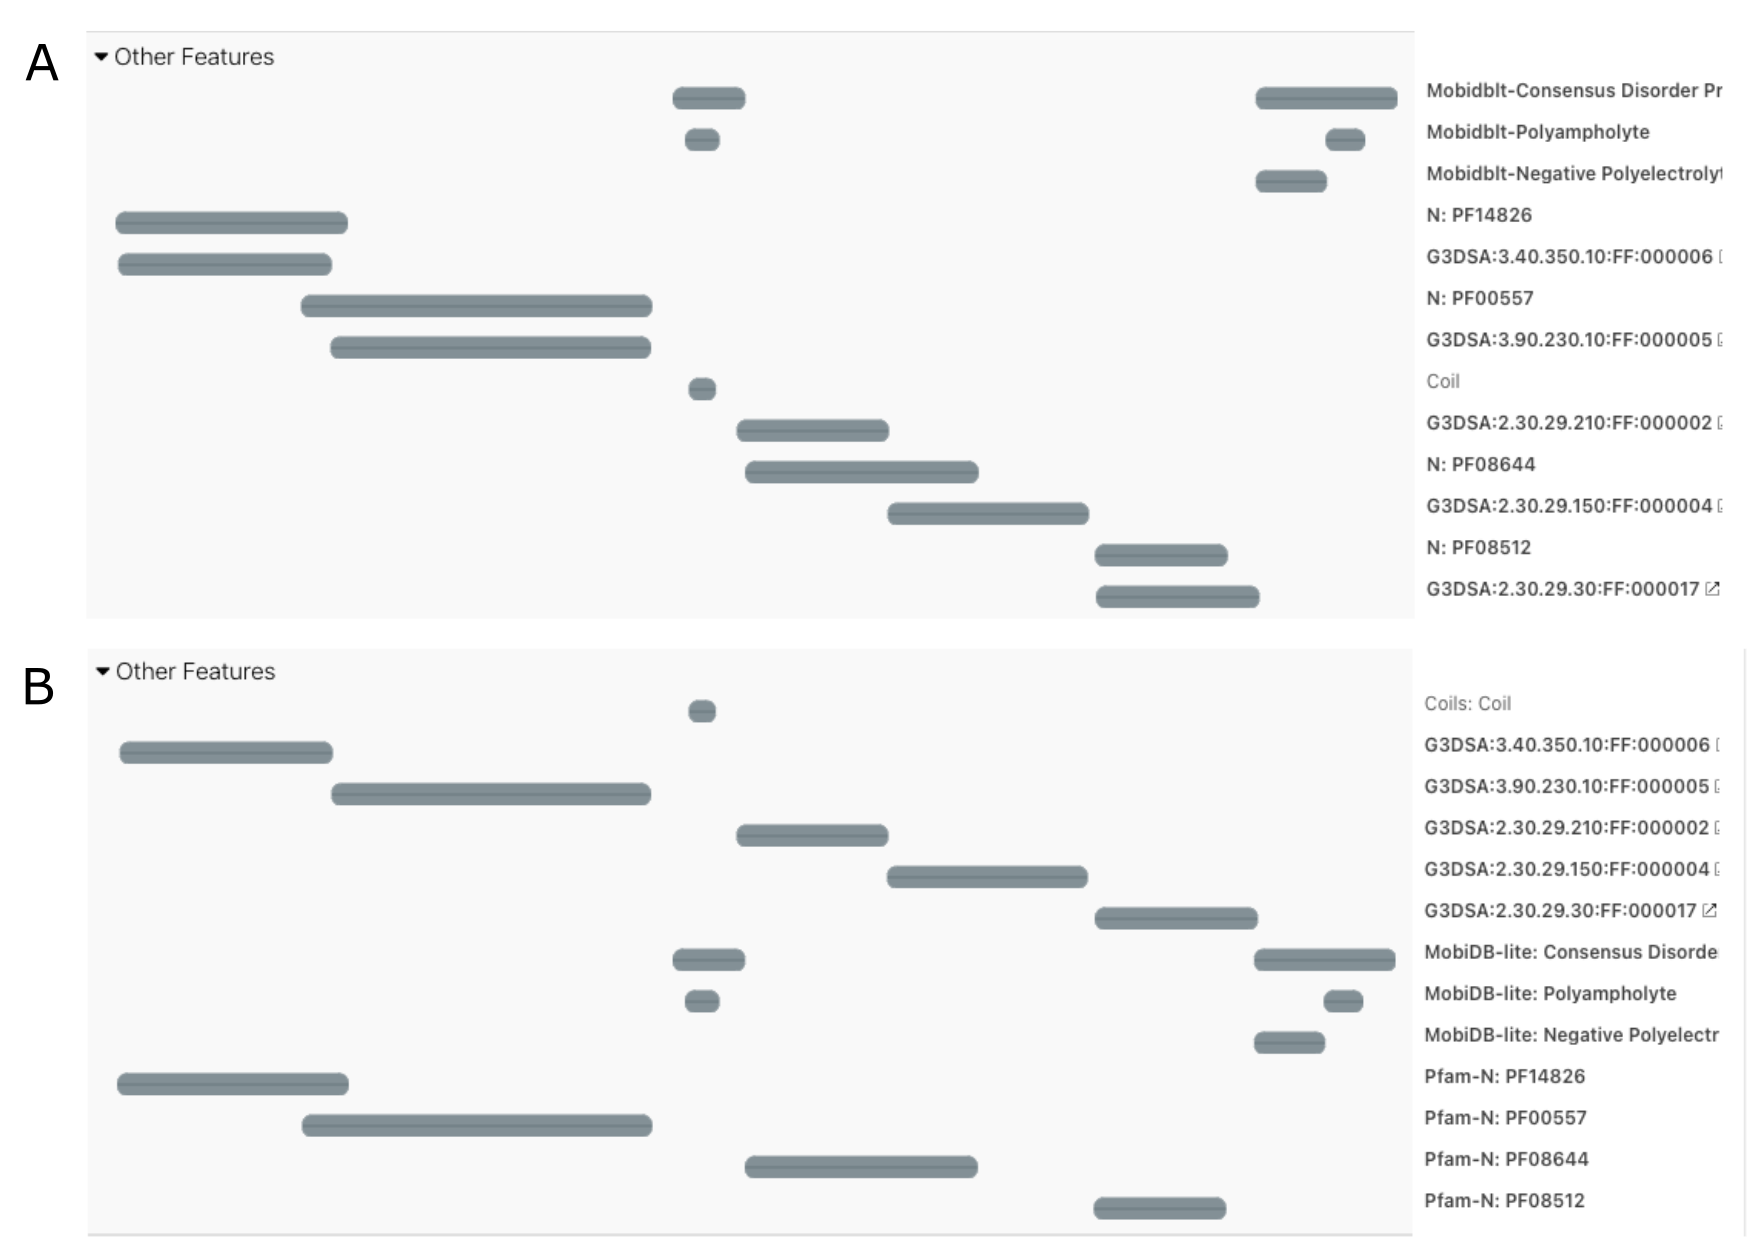 A
Other Features
Mobidblt-Consensus Disorder Pr
Mobidblt-Polyampholyte
Mobidblt-Negative Polyelectrolyt
N: PF14826
G3DSA:3.40.350.10:FF:000006
N: PF00557
G3DSA:3.90.230.10:FF:000005
Coil
G3DSA:2.30.29.210:FF:000002
N: PF08644
G3DSA:2.30.29.150:FF:000004
N: PF08512
G3DSA:2.30.29.30:FF:000017
B
Other Features
Coils: Coil
G3DSA:3.40.350.10:FF:000006
G3DSA:3.90.230.10:FF:000005
G3DSA:2.30.29.210:FF:000002
G3DSA:2.30.29.150:FF:000004
G3DSA:2.30.29.30:FF:000017
MobiDB-lite: Consensus Disorde
MobiDB-lite: Polyampholyte
MobiDB-lite: Negative Polyelectr
Pfam-N: PF14826
Pfam-N: PF00557
Pfam-N: PF08644
Pfam-N: PF08512